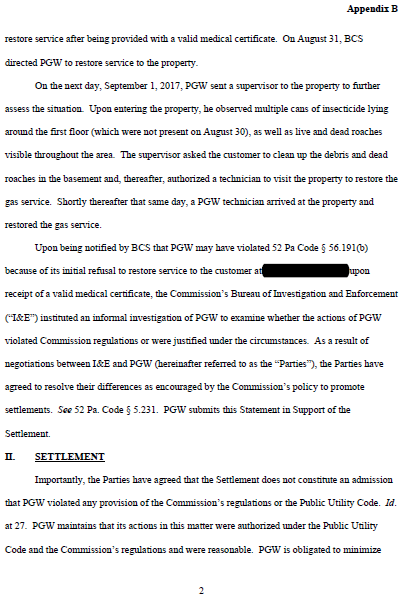 Appendix B
restore service after being provided with a valid medical certificate. On August 31, BCS
directed PGW to restore service to the property.
On the next day, September 1, 2017, PGW sent a supervisor to the property to further
assess the situation. Upon entering the property, he observed multiple cans of insecticide lying
around the first floor (which were not present on August 30), as well as live and dead roaches
visible throughout the area. The supervisor asked the customer to clean up the debris and dead
roaches in the basement and, thereafter, authorized a technician to visit the property to restore the
gas service. Shortly thereafter that same day, a PGW technician arrived at the property and
restored the gas service.
Upon being notified by BCS that PGW may have violated 52 Pa Code § 56.191(b)
because of its initial refusal to restore service to the customer at upon
receipt of a valid medical certificate, the Commission's Bureau of Investigation and Enforcement
("I&E") instituted an informal investigation of PGW to examine whether the actions of PGW
violated Commission regulations or were justified under the circumstances. As a result of
negotiations between I&E and PGW (hereinafter referred to as the "Parties"), the Parties have
agreed to resolve their differences as encouraged by the Commission's policy to promote
settlements. See 52 Pa. Code § 5.231. PGW submits this Statement in Support of the
Settlement.
II. SETTLEMENT
Importantly, the Parties have agreed that the Settlement does not constitute an admission
that PGW violated any provision of the Commission's regulations or the Public Utility Code. Id.
at 27. PGW maintains that its actions in this matter were authorized under the Public Utility
Code and the Commission's regulations and were reasonable. PGW is obligated to minimize
2